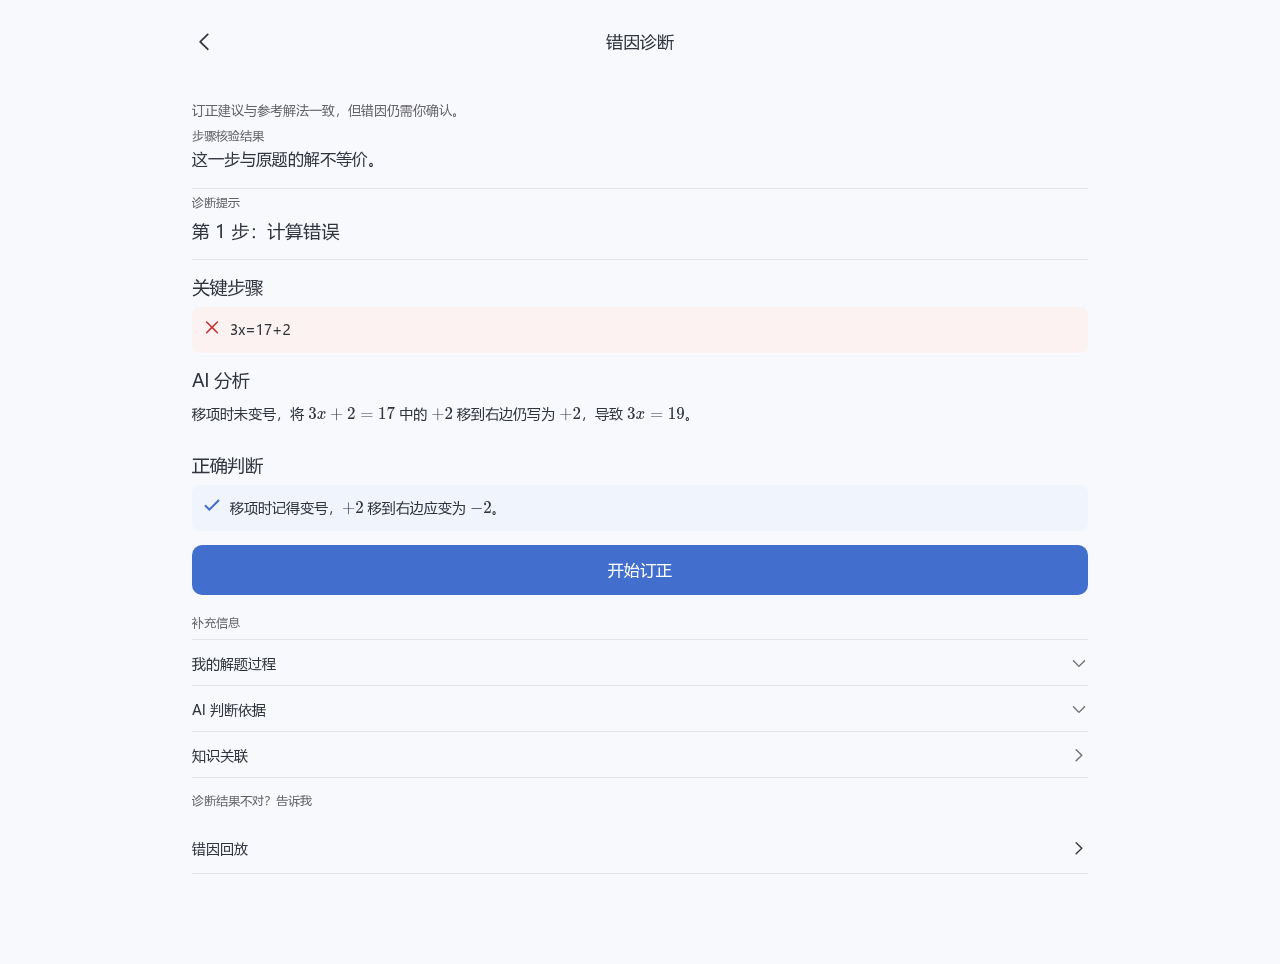 错因诊断
订正建议与参考解法一致，但错因仍需你确认。
步骤核验结果
这一步与原题的解不等价。
诊断提示
第 1 步：计算错误
关键步骤
3x=17+2
AI 分析
移项时未变号，将 3x + 2 = 17 中的 +2 移到右边仍写为 +2，导致 3x = 19。
正确判断
移项时记得变号，+2 移到右边应变为 −2。
开始订正
补充信息
我的解题过程
AI 判断依据
知识关联
诊断结果不对？告诉我
错因回放